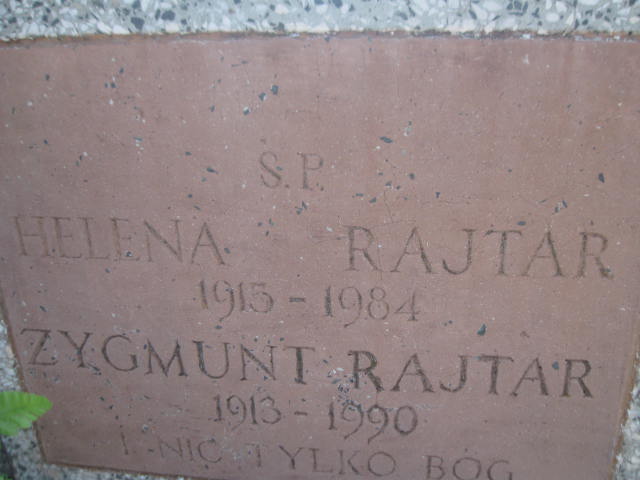 Ś.P.
HELENA RAJTAR
1915 - 1984
ZYGMUNT RAJTAR
1913 - 1990
I NIC TYLKO BÓG